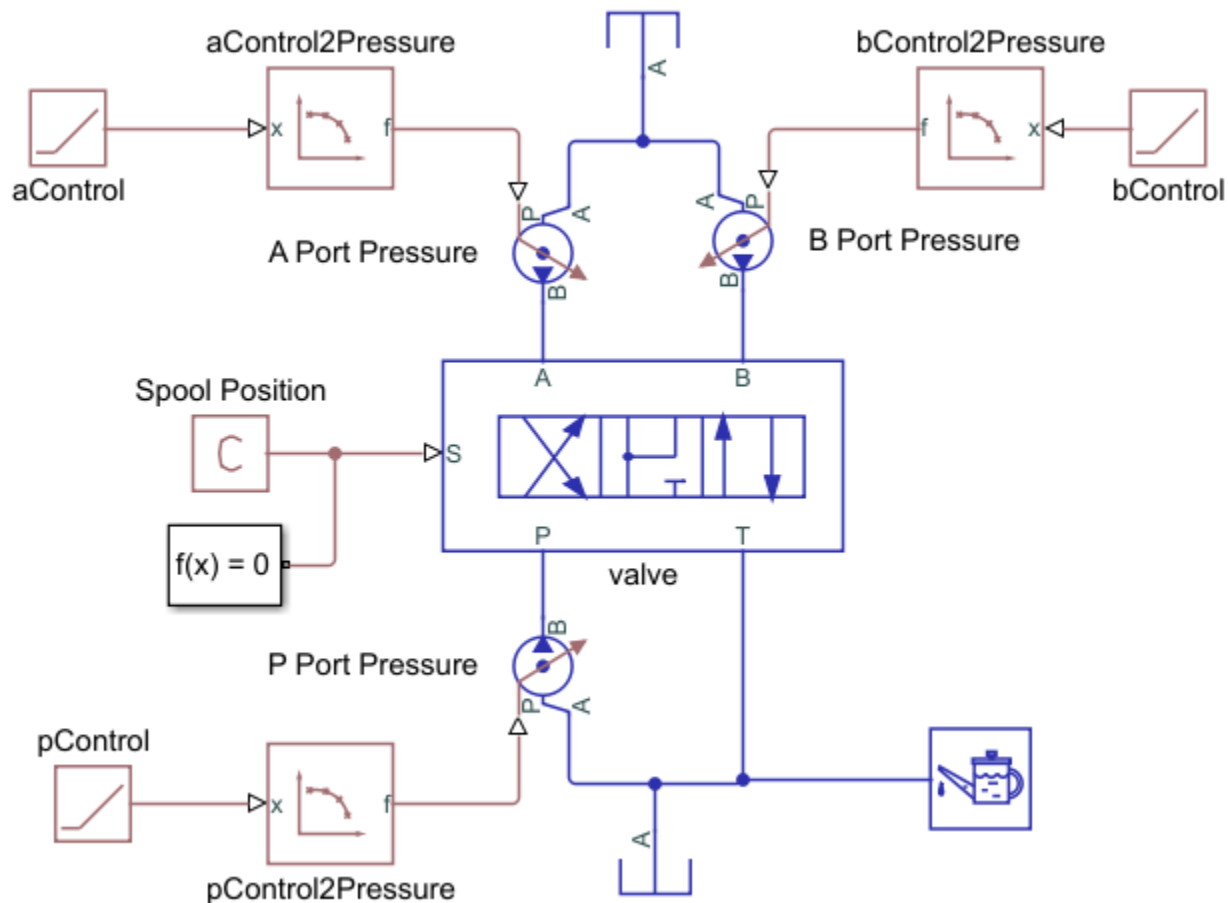 aControl2Pressure
bControl2Pressure
A
x
f
f
x
aControl
bControl
P
A
A
P
A Port Pressure
B Port Pressure
B
B
A
B
Spool Position
C
S
P
T
f(x) = 0
valve
B
P Port Pressure
P
A
pControl
x
f
A
pControl2Pressure